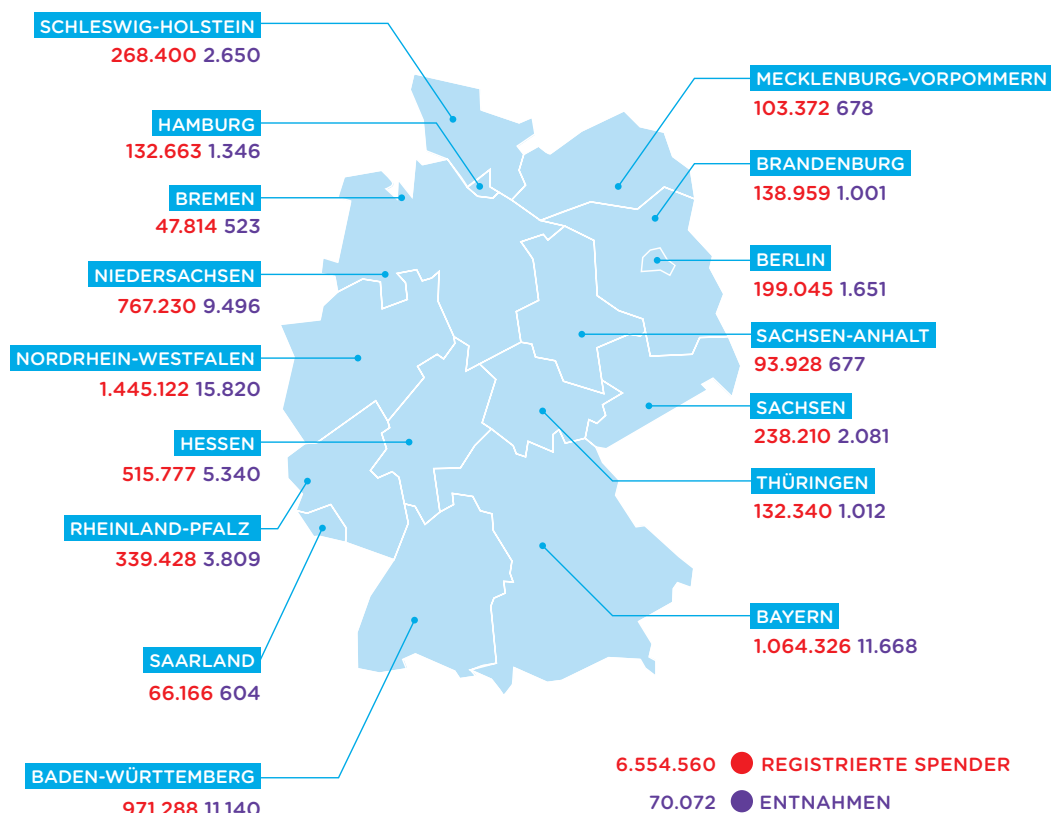 SCHLESWIG-HOLSTEIN
268.400 2.650
HAMBURG
132.663 1.346
BREMEN
47.814 523
NIEDERSACHSEN
767.230 9.496
NORDRHEIN-WESTFALEN
1.445.122 15.820
HESSEN
515.777 5.340
RHEINLAND-PFALZ
339.428 3.809
SAARLAND
66.166 604
BADEN-WÜRTTEMBERG
971.288 11.140
MECKLENBURG-VORPOMMERN
103.372 678
BRANDENBURG
138.959 1.001
BERLIN
199.045 1.651
SACHSEN-ANHALT
93.928 677
SACHSEN
238.210 2.081
THÜRINGEN
132.340 1.012
BAYERN
1.064.326 11.668
6.554.560 REGISTRIERTE SPENDER
70.072 ENTNAHMEN